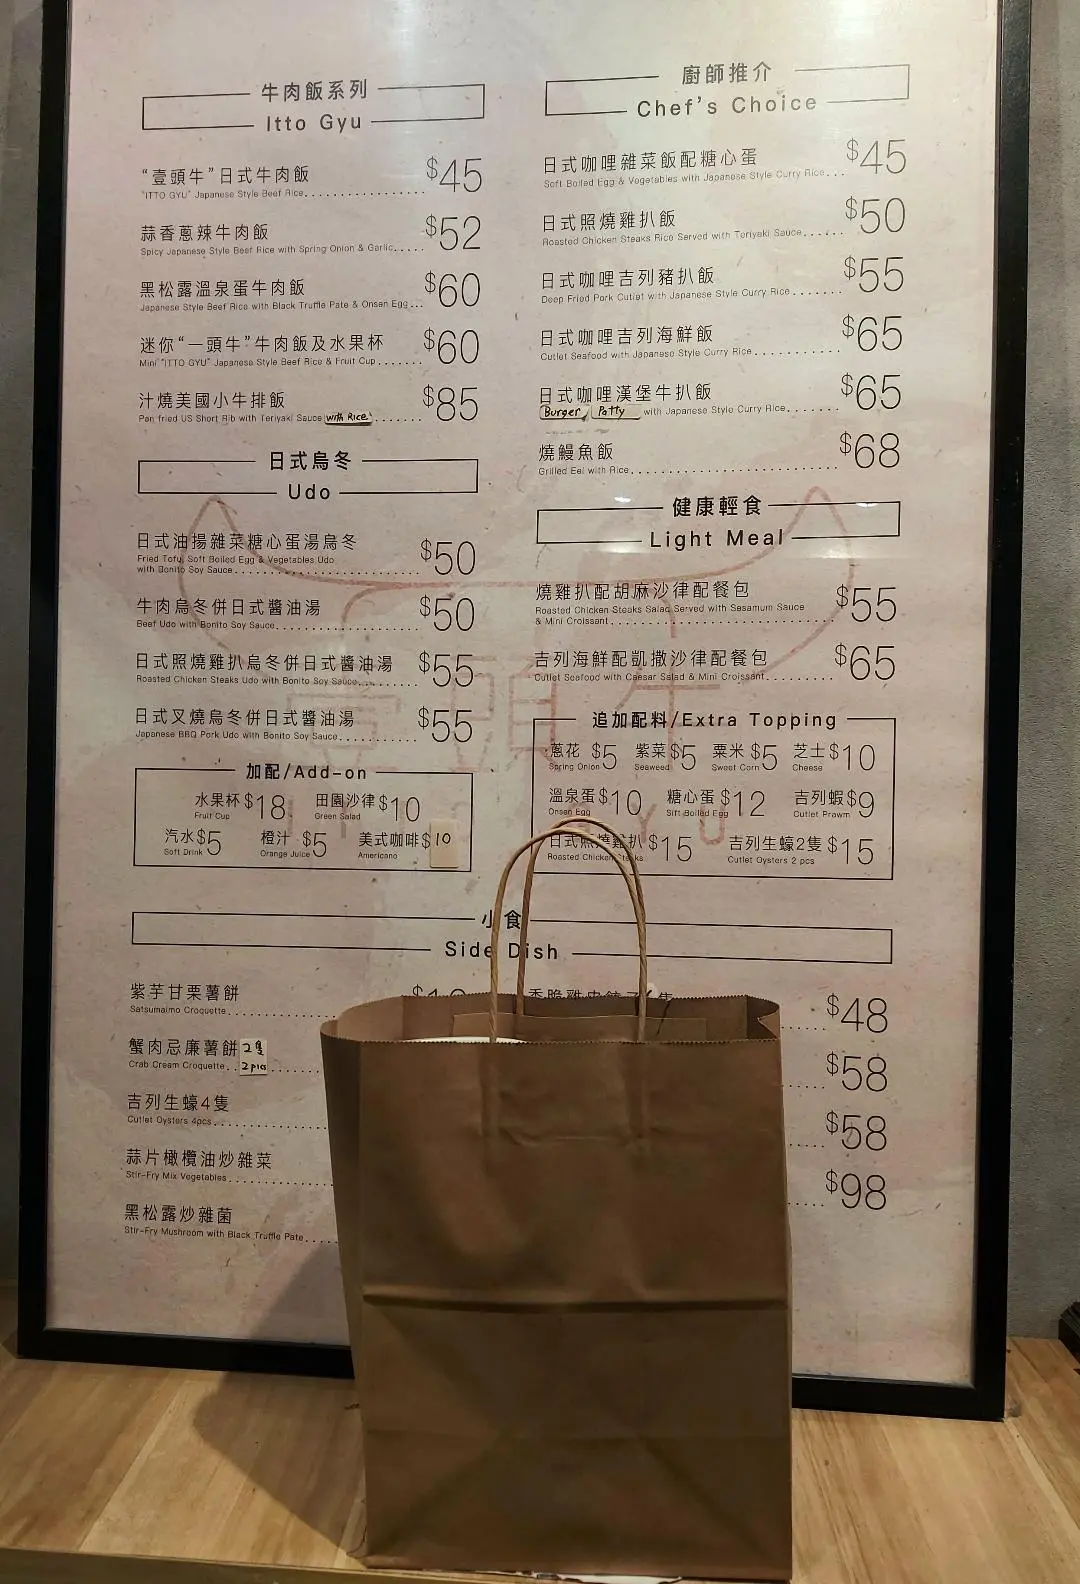 牛肉飯系列
Itto Gyu
“壹頭牛”日式牛肉飯 $45
"ITTO GYU" Japanese Style Beef Rice
蒜香蔥辣牛肉飯 $52
Spicy Japanese Style Beef Rice with Spring Onion & Garlic
黑松露溫泉蛋牛肉飯 $60
Japanese Style Beef Rice with Black Truffle Pate & Onsen Egg
迷你“一頭牛”牛肉飯及水果杯 $60
Mini "ITTO GYU" Japanese Style Beef Rice & Fruit Cup
汁燒美國小牛排飯 $85
Pan fried US Short Rib with Teriyaki Sauce with Rice
日式烏冬
Udo
日式油揚雜菜糖心蛋湯烏冬 $50
Fried Tofu, Soft Boiled Egg & Vegetables Udo
with Bonito Soy Sauce
牛肉烏冬併日式醬油湯 $50
Beef Udo with Bonito Soy Sauce
日式照燒雞扒烏冬併日式醬油湯 $55
Roasted Chicken Steaks Udo with Bonito Soy Sauce
日式叉燒烏冬併日式醬油湯 $55
Japanese BBQ Pork Udo with Bonito Soy Sauce
加配/Add-on
水果杯 $18 田園沙律 $10
Fruit Cup Green Salad
汽水 $5 橙汁 $5 美式咖啡 $10
Soft Drink Orange Juice Americano
廚師推介
Chef's Choice
日式咖哩雜菜飯配糖心蛋 $45
Soft Boiled Egg & Vegetables with Japanese Style Curry Rice
日式照燒雞扒飯 $50
Roasted Chicken Steaks Rice Served with Teriyaki Sauce
日式咖哩吉列豬扒飯 $55
Deep Fried Pork Cutlet with Japanese Style Curry Rice
日式咖哩吉列海鮮飯 $65
Cutlet Seafood with Japanese Style Curry Rice
日式咖哩漢堡牛扒飯 $65
Burger Patty with Japanese Style Curry Rice
燒鰻魚飯 $68
Grilled Eel with Rice
健康輕食
Light Meal
燒雞扒配胡麻沙律配餐包 $55
Roasted Chicken Steaks Salad Served with Sesamum Sauce
& Mini Croissant
吉列海鮮配凱撒沙律配餐包 $65
Cutlet Seafood with Caesar Salad & Mini Croissant
追加配料/Extra Topping
蔥花 $5 紫菜 $5 粟米 $5 芝士 $10
Spring Onion Seaweed Sweet Corn Cheese
溫泉蛋 $10 糖心蛋 $12 吉列蝦 $9
Onsen Egg Sift Boiled Egg Cutlet Prawm
日式照燒雞扒 $15 吉列生蠔2隻 $15
Roasted Chicken Steaks Cutlet Oysters 2 pcs
小食
Side Dish
紫芋甘栗薯餅
Satsumaimo Croquette
蟹肉忌廉薯餅 2隻
Crab Cream Croquette 2pics
吉列生蠔4隻
Cutlet Oysters 4pcs
蒜片橄欖油炒雜菜
Stir-Fry Mix Vegetables
黑松露炒雜菌
Stir-Fry Mushroom with Black Truffle Pate
$48
$58
$58
$98